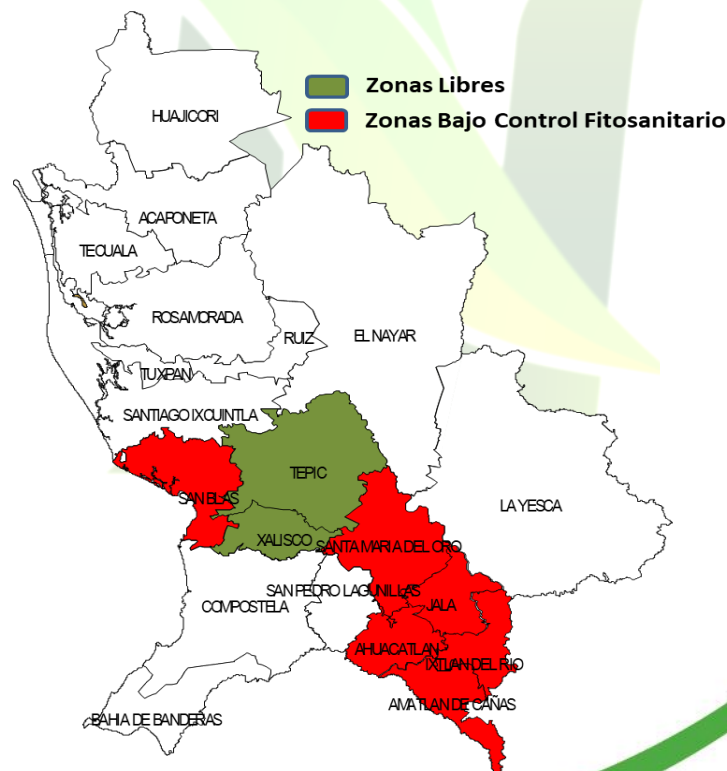 Zonas Libres
Zonas Bajo Control Fitosanitario
HUAJICORI
ACAPONETA
TECUALA
ROSAMORADA
RUIZ
EL NAYAR
TUXPAN
SANTIAGO IXCUINTLA
TEPIC
SAN BLAS
LA YESCA
XALISCO
SANTA MARIA DEL ORO
SAN PEDRO LAGUNILLAS
COMPOSTELA
JALA
AHUACATLAN
IXTLAN DEL RIO
AMATLAN DE CAÑAS
BAHIA DE BANDERAS